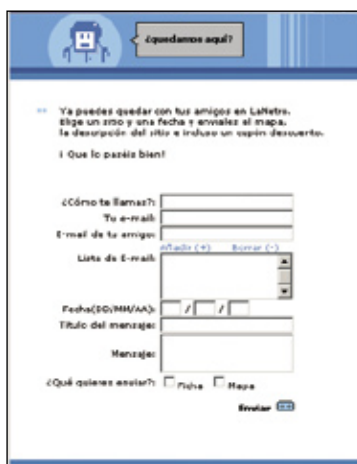 ¿quedamos aquí?
Ya puedes quedar con tus amigos en LaNetro.
Elige un sitio y una fecha y envíales el mapa,
la descripción del sitio e incluso un cupón descuento.
¡ Que lo paséis bien!
¿Cómo te llamas?:
Tu e-mail:
E-mail de tu amigo:
Añadir (+) Borrar (-)
Lista de E-mail:
Fecha(DD/MM/AA): / /
Título del mensaje:
Mensaje:
¿Qué quieres enviar?: Ficha Mapa
Enviar